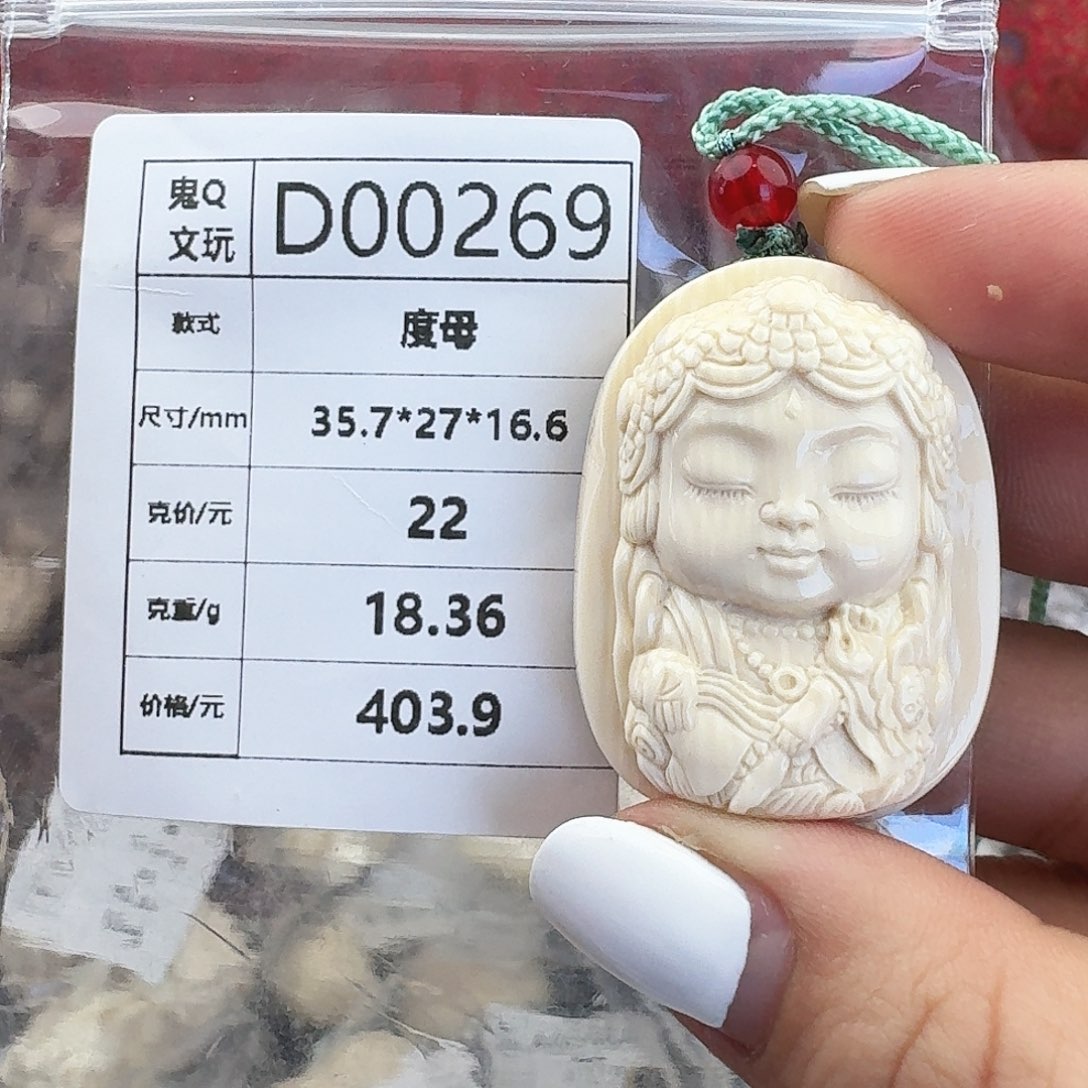 鬼Q
文玩
D00269
款式
度母
尺寸/mm
35.7*27*16.6
克价/元
22
克重/g
18.36
价格/元
403.9